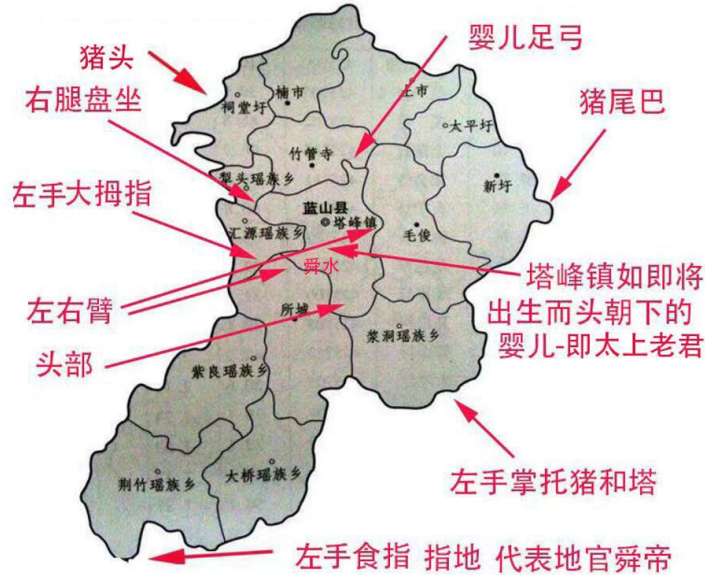 婴儿足弓
猪头
楠市
土市
右腿盘坐
祠堂圩
猪尾巴
太平圩
竹管寺
犁头瑶族乡
新圩
左手大拇指
蓝山县
汇源瑶族乡
塔峰镇
毛俊
舜水
塔峰镇如即将
出生而头朝下的
婴儿-即太上老君
左右臂
所城
浆洞瑶族乡
头部
紫良瑶族乡
左手掌托猪和塔
荆竹瑶族乡
大桥瑶族乡
左手食指 指地 代表地官舜帝